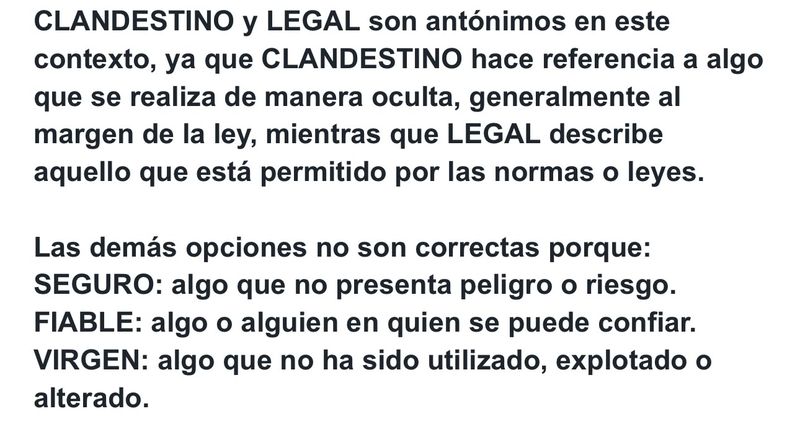 CLANDESTINO y LEGAL son antónimos en este
contexto, ya que CLANDESTINO hace referencia a algo
que se realiza de manera oculta, generalmente al
margen de la ley, mientras que LEGAL describe
aquello que está permitido por las normas o leyes.
Las demás opciones no son correctas porque:
SEGURO: algo que no presenta peligro o riesgo.
FIABLE: algo o alguien en quien se puede confiar.
VIRGEN: algo que no ha sido utilizado, explotado o
alterado.